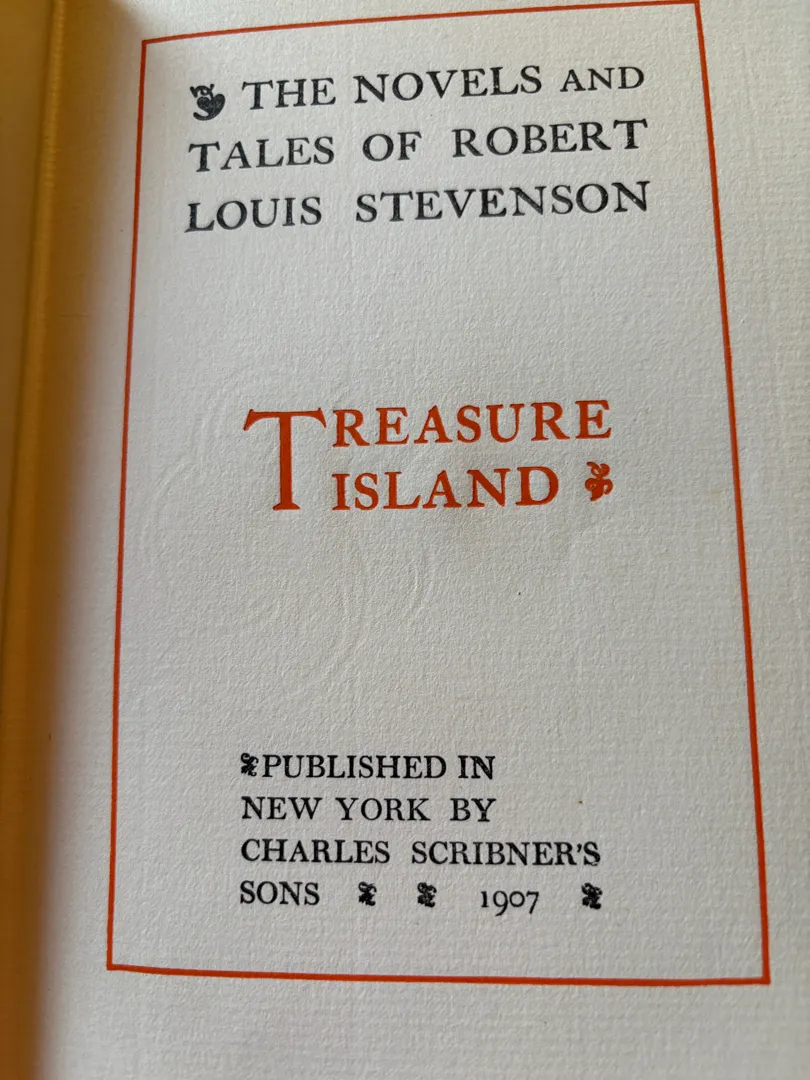 THE NOVELS AND
TALES OF ROBERT
LOUIS STEVENSON
TREASURE
ISLAND
PUBLISHED IN
NEW YORK BY
CHARLES SCRIBNER'S
SONS 1907